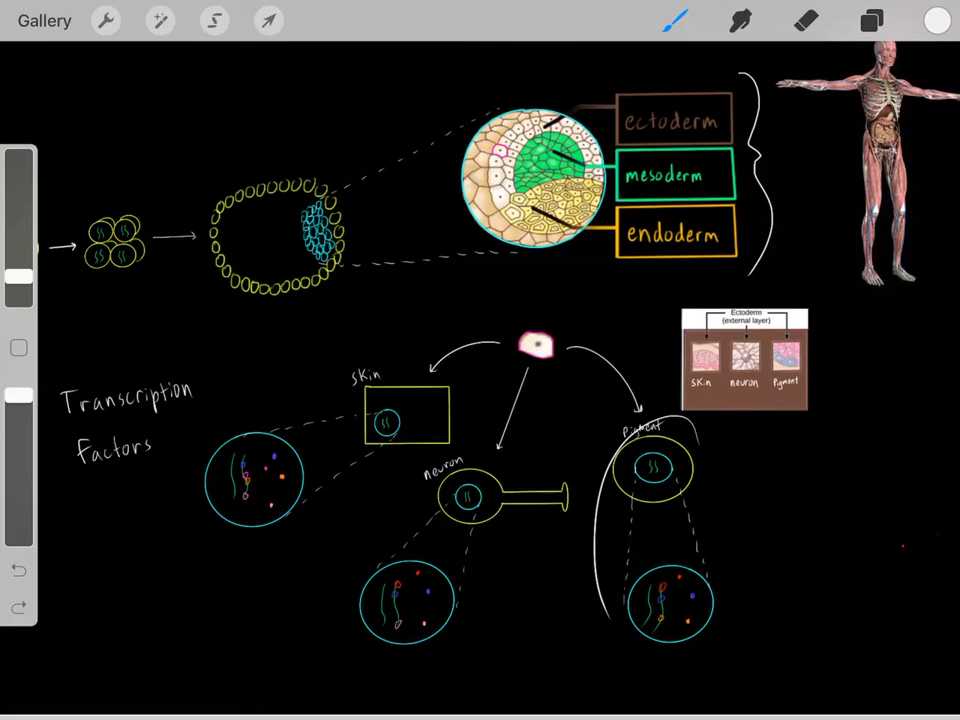 Gallery
ectoderm
mesoderm
endoderm
Ectoderm
(external layer)
skin
neuron
Pigment
Transcription
Factors
skin
neuron
Pigment